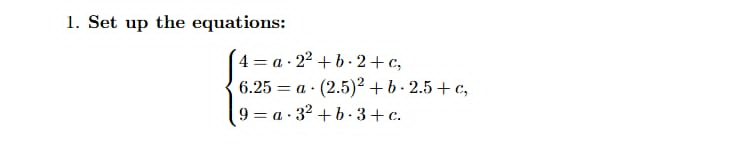 1. Set up the equations:
4 = a · 2² + b · 2 + c,
6.25 = a · (2.5)² + b · 2.5 + c,
9 = a · 3² + b · 3 + c.